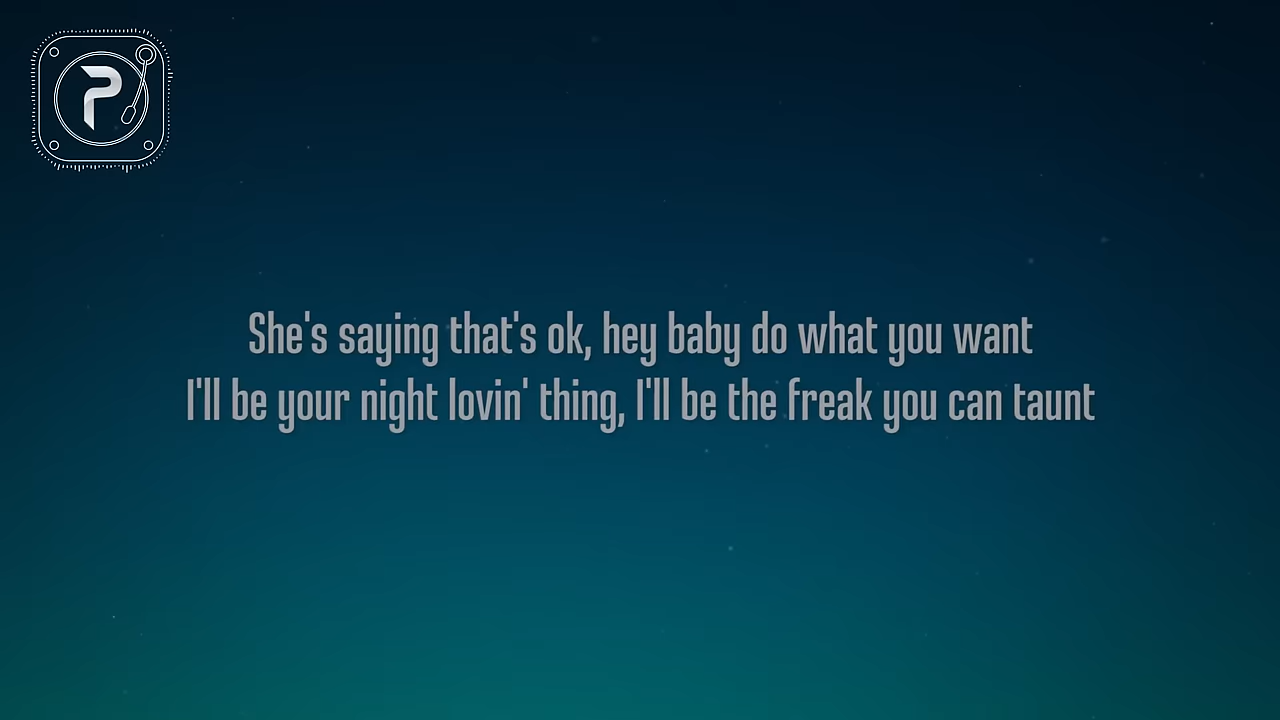 P
She's saying that's ok, hey baby do what you want
I'll be your night lovin' thing, I'll be the freak you can taunt